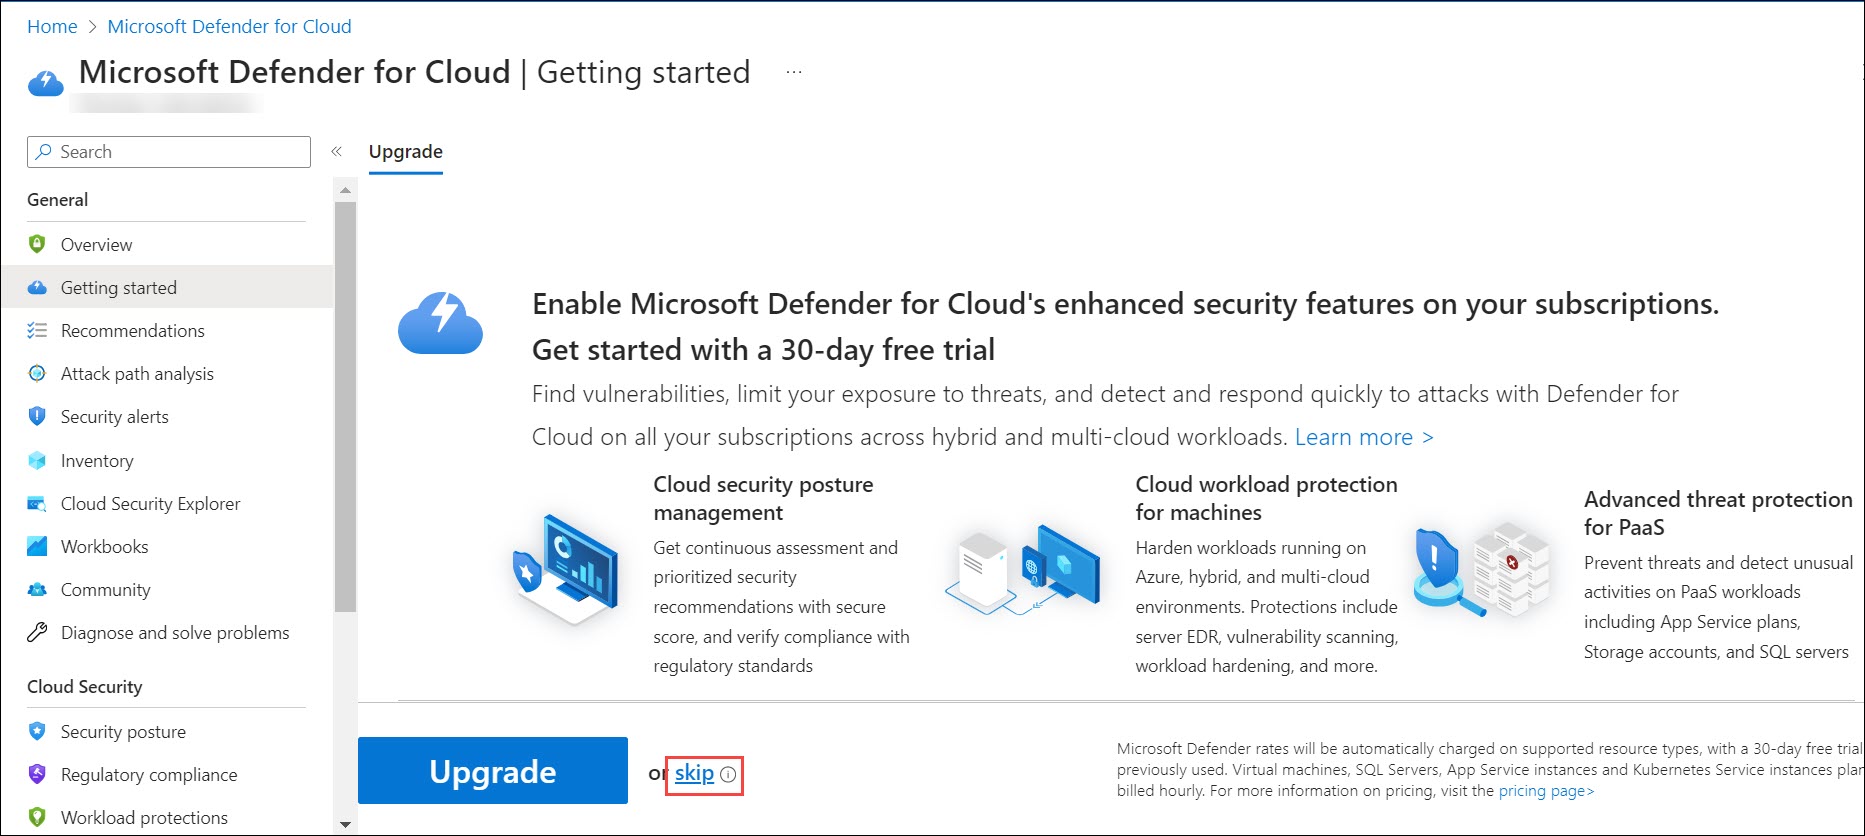 Home > Microsoft Defender for Cloud
Microsoft Defender for Cloud | Getting started ...
Search
«
Upgrade
General
Overview
Getting started
Recommendations
Attack path analysis
Security alerts
Inventory
Cloud Security Explorer
Workbooks
Community
Diagnose and solve problems
Cloud Security
Security posture
Regulatory compliance
Workload protections
Enable Microsoft Defender for Cloud's enhanced security features on your subscriptions.
Get started with a 30-day free trial
Find vulnerabilities, limit your exposure to threats, and detect and respond quickly to attacks with Defender for
Cloud on all your subscriptions across hybrid and multi-cloud workloads. Learn more >
Cloud security posture
management
Get continuous assessment and
prioritized security
recommendations with secure
score, and verify compliance with
regulatory standards
Cloud workload protection
for machines
Harden workloads running on
Azure, hybrid, and multi-cloud
environments. Protections include
server EDR, vulnerability scanning,
workload hardening, and more.
Advanced threat protection
for PaaS
Prevent threats and detect unusual
activities on PaaS workloads
including App Service plans,
Storage accounts, and SQL servers
Upgrade
or skip
Microsoft Defender rates will be automatically charged on supported resource types, with a 30-day free trial
previously used. Virtual machines, SQL Servers, App Service instances and Kubernetes Service instances
billed hourly. For more information on pricing, visit the pricing page>